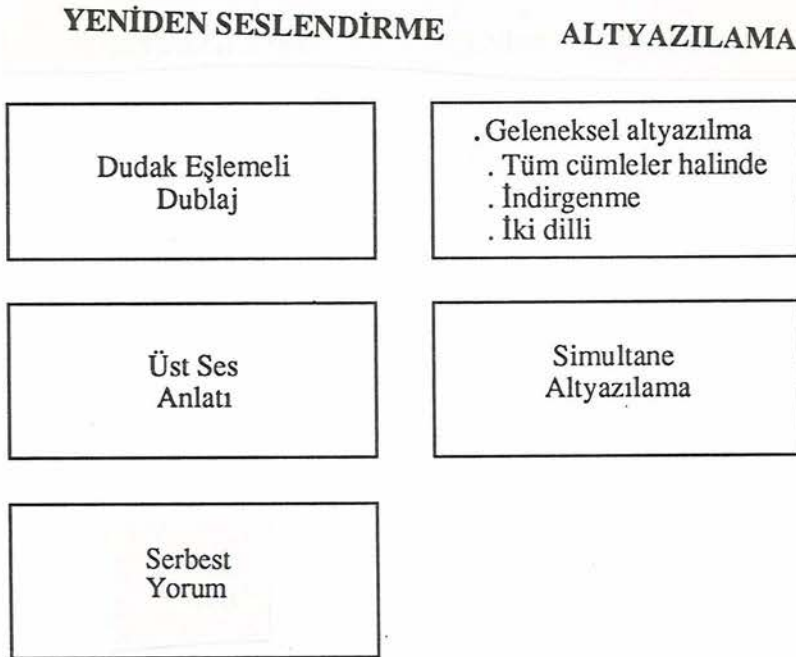 YENİDEN SESLENDİRME ALTYAZILAMA
Dudak Eşlemeli
Dublaj
. Geleneksel altyazılma
. Tüm cümleler halinde
. İndirgenme
. İki dilli
Üst Ses
Anlatı
Simultane
Altyazılama
Serbest
Yorum